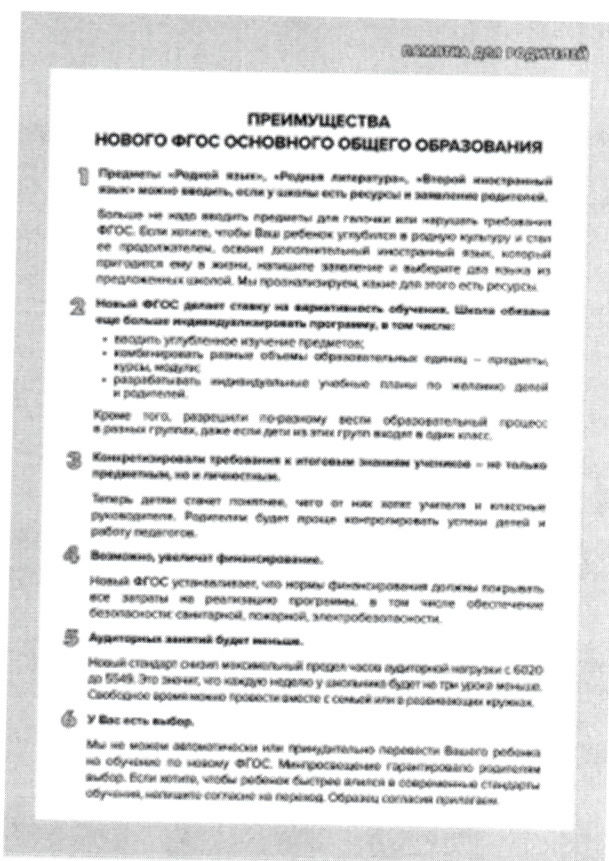 ПАМЯТКА ДЛЯ РОДИТЕЛЕЙ
ПРЕИМУЩЕСТВА
НОВОГО ФГОС ОСНОВНОГО ОБЩЕГО ОБРАЗОВАНИЯ
1 Предметы «Родной язык», «Родная литература», «Второй иностранный
язык» можно вводить, если у школы есть ресурсы и заявление родителей.
Больше не надо вводить предметы для галочки или нарушать требования
ФГОС. Если хотите, чтобы Ваш ребенок углубился в родную культуру и стал
ее продолжателем, освоил дополнительный иностранный язык, который
пригодится ему в жизни, напишите заявление и выберите два языка из
предложенных школой. Мы проанализируем, какие для этого есть ресурсы.
2 Новый ФГОС делает ставку на вариативность обучения. Школа обязана
еще больше индивидуализировать программу, в том числе:
• вводить углубленное изучение предметов;
• комбинировать разные объемы образовательных единиц – предметы,
курсы, модули;
• разрабатывать индивидуальные учебные планы по желанию детей
и родителей.
Кроме того, разрешили по-разному вести образовательный процесс
в разных группах, даже если дети из этих групп входят в один класс.
3 Конкретизировали требования к итоговым знаниям учеников – не только
предметным, но и личностным.
Теперь детям станет понятнее, чего от них хотят учителя и классные
руководители. Родителям будет проще контролировать успехи детей и
работу педагогов.
4 Возможно, увеличат финансирование.
Новый ФГОС устанавливает, что нормы финансирования должны покрывать
все затраты на реализацию программы, в том числе обеспечение
безопасности: санитарной, пожарной, электробезопасности.
5 Аудиторных занятий будет меньше.
Новый стандарт снизил максимальный предел часов аудиторной нагрузки с 6020
до 5549. Это значит, что каждую неделю у школьника будет на три урока меньше.
Свободное время можно провести вместе с семьей или в развивающих кружках.
6 У Вас есть выбор.
Мы не можем автоматически или принудительно перевести Вашего ребенка
на обучение по новому ФГОС. Минпросвещения гарантировало родителям
выбор. Если хотите, чтобы ребенок быстрее влился в современные стандарты
обучения, напишите согласие на переход. Образец согласия прилагаем.